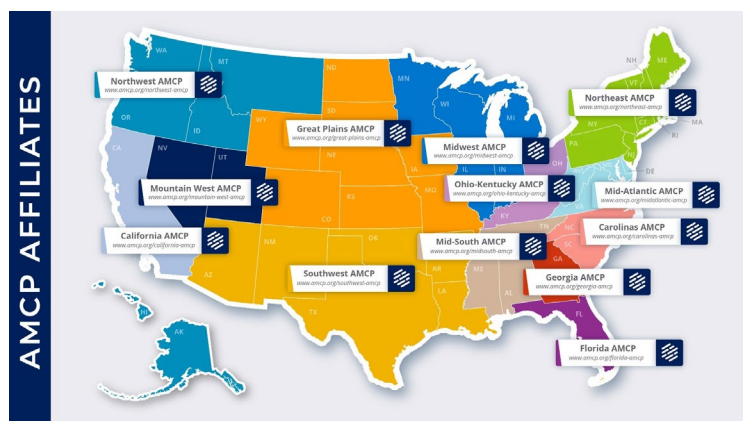 AMCP AFFILIATES
WA
MT
ND
MN
NH
ME
Northwest AMCP
www.amcp.org/northwest-amcp
VT
WI
MI
Northeast AMCP
www.amcp.org/northeast-amcp
OR
ID
WY
SD
Great Plains AMCP
www.amcp.org/great-plains-amcp
NY
CT
MA
RI
CA
NV
UT
NE
IA
Midwest AMCP
www.amcp.org/midwest-amcp
PA
NJ
OH
IL
IN
DE
Mountain West AMCP
www.amcp.org/mountain-west-amcp
CO
KS
MO
Ohio-Kentucky AMCP
www.amcp.org/ohio-kentucky-amcp
Mid-Atlantic AMCP
www.amcp.org/midatlantic-amcp
VA
KY
California AMCP
www.amcp.org/california-amcp
AZ
NM
OK
Mid-South AMCP
www.amcp.org/midsouth-amcp
TN
NC
SC
Carolinas AMCP
www.amcp.org/carolinas-amcp
Southwest AMCP
www.amcp.org/southwest-amcp
AR
MS
AL
GA
Georgia AMCP
www.amcp.org/georgia-amcp
TX
LA
FL
HI
AK
Florida AMCP
www.amcp.org/florida-amcp